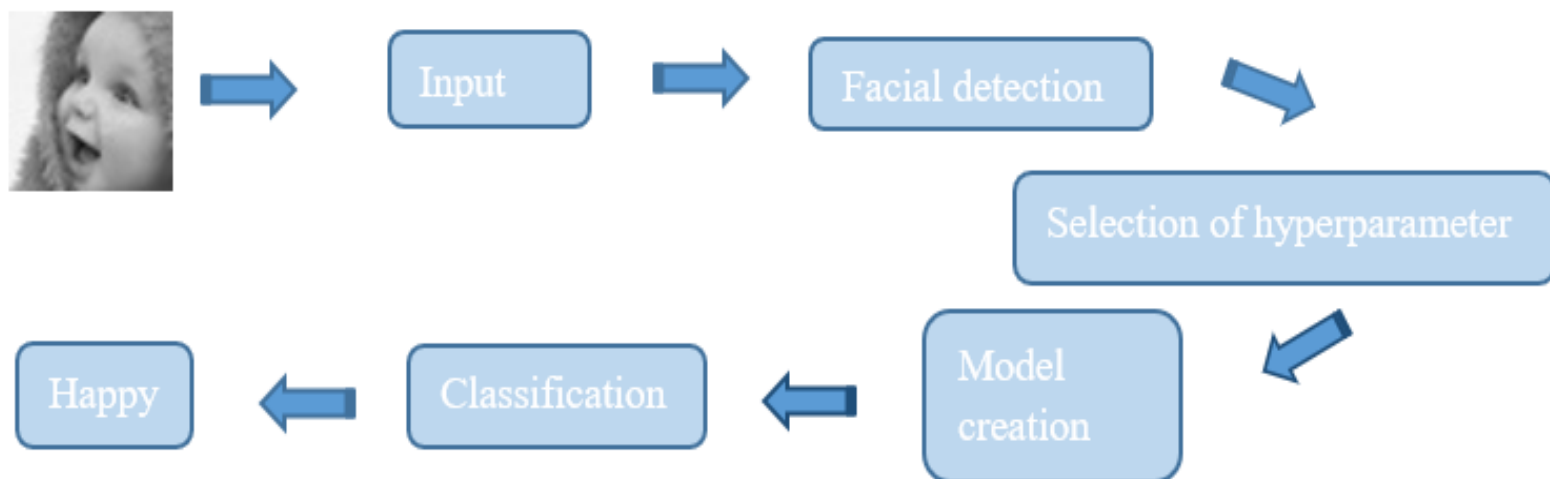 Input
Facial detection
Selection of hyperparameter
Model
creation
Classification
Happy